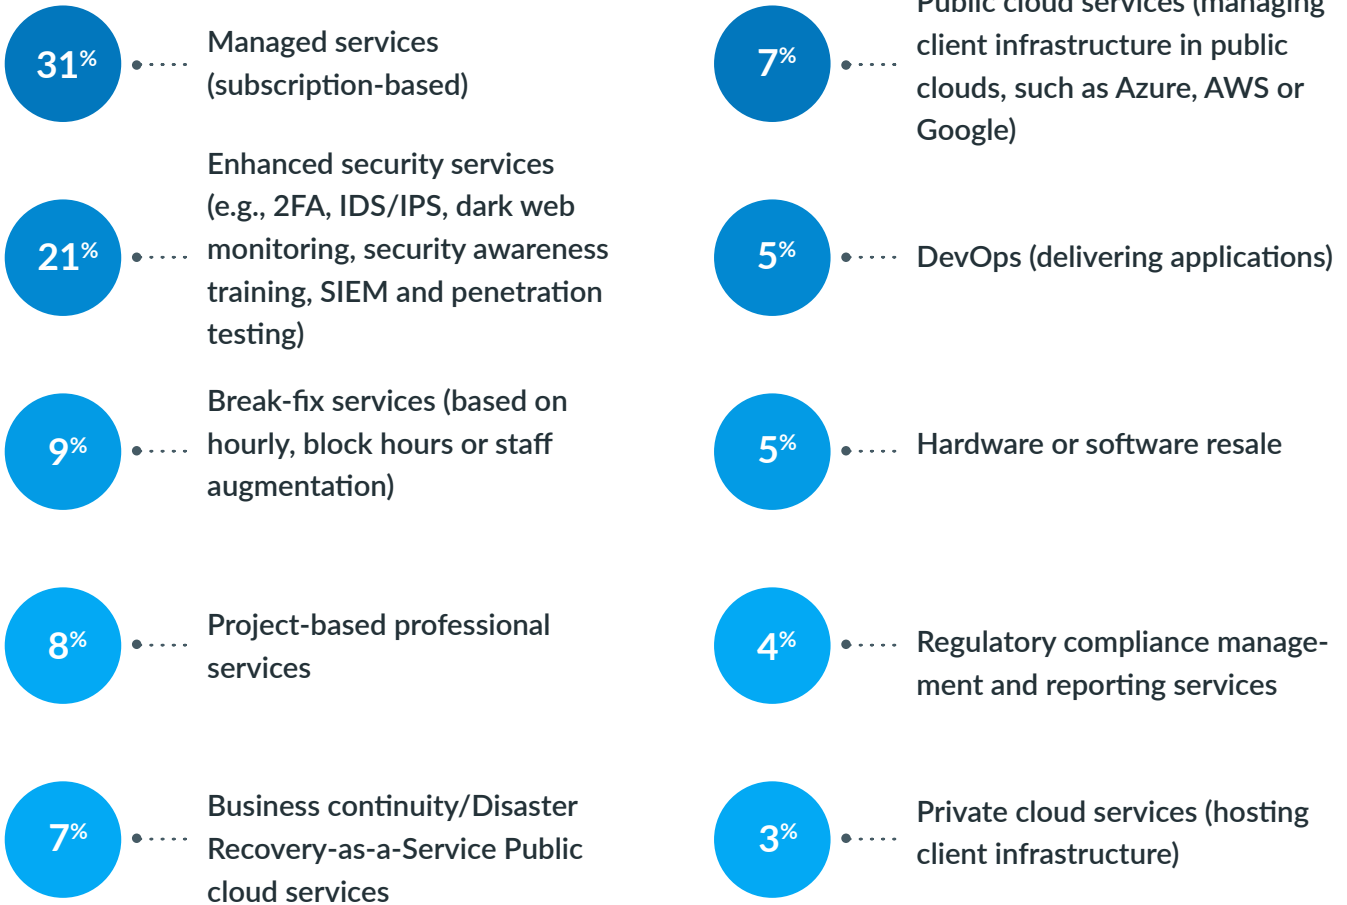 31%
Managed services
(subscription-based)
21%
Enhanced security services
(e.g., 2FA, IDS/IPS, dark web
monitoring, security awareness
training, SIEM and penetration
testing)
9%
Break-fix services (based on
hourly, block hours or staff
augmentation)
8%
Project-based professional
services
7%
Business continuity/Disaster
Recovery-as-a-Service Public
cloud services
7%
Public cloud services (managing
client infrastructure in public
clouds, such as Azure, AWS or
Google)
5%
DevOps (delivering applications)
5%
Hardware or software resale
4%
Regulatory compliance manage-
ment and reporting services
3%
Private cloud services (hosting
client infrastructure)